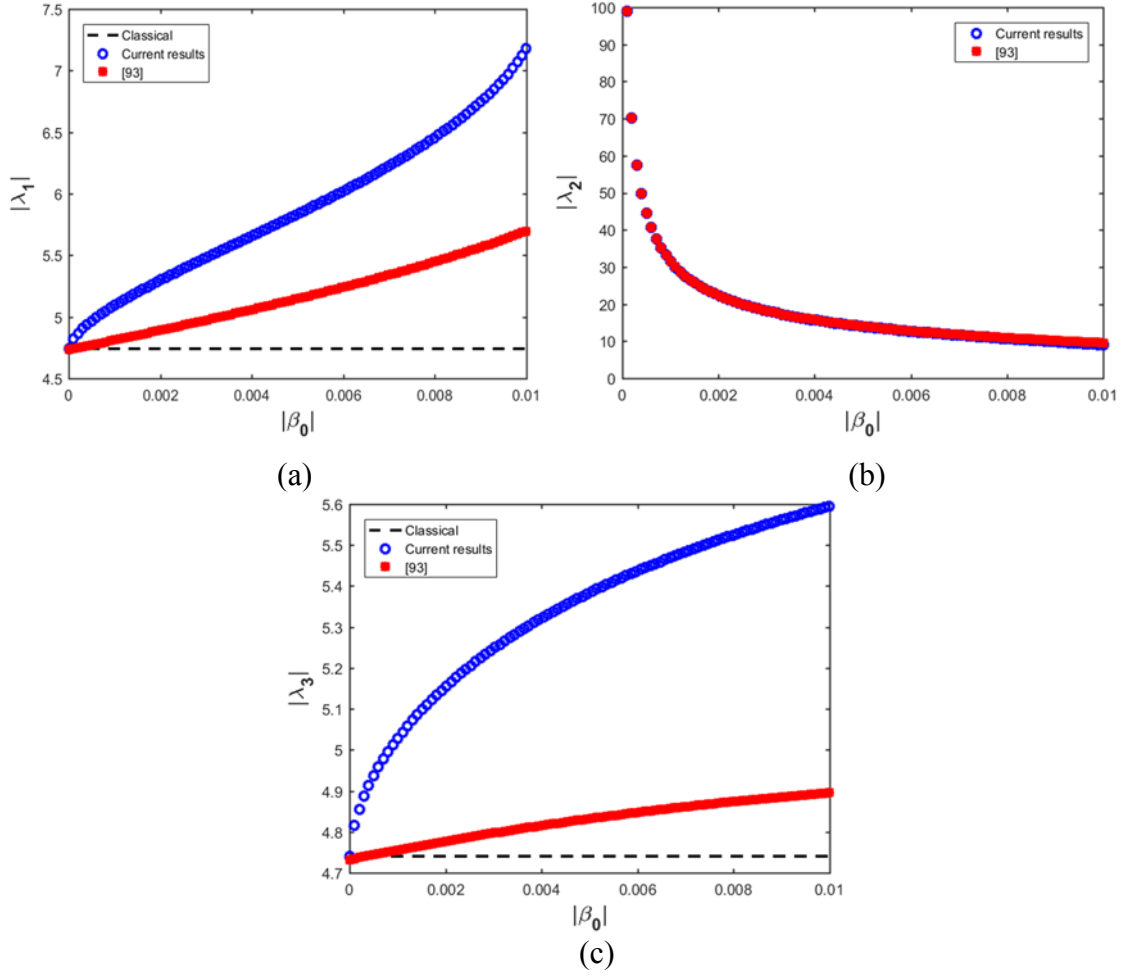 7.5
7
6.5
6
5.5
5
4.5
|λ₁|
Classical
Current results
[93]
0 0.002 0.004 0.006 0.008 0.01
|β₀|
(a)
100
90
80
70
60
50
40
30
20
10
0
|λ₂|
Current results
[93]
0 0.002 0.004 0.006 0.008 0.01
|β₀|
(b)
5.6
5.5
5.4
5.3
5.2
5.1
5
4.9
4.8
4.7
|λ₃|
Classical
Current results
[93]
0 0.002 0.004 0.006 0.008 0.01
|β₀|
(c)